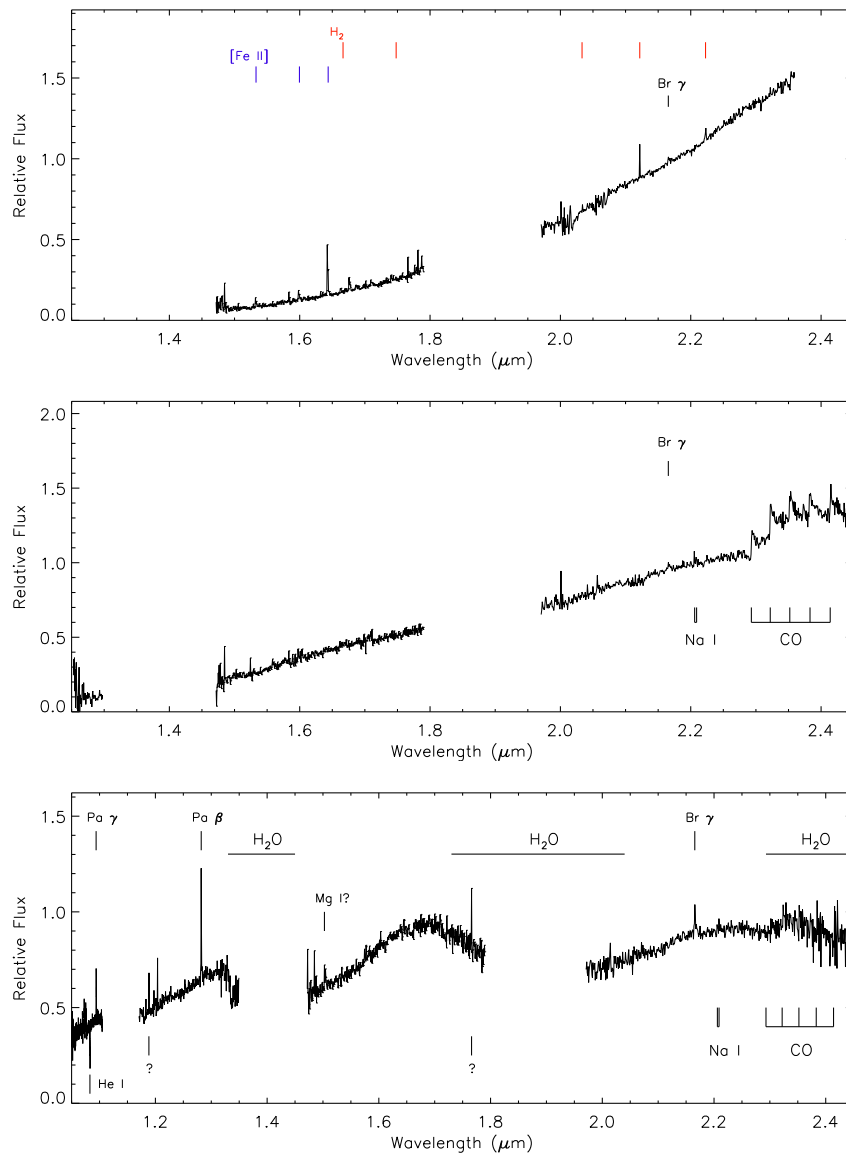 [Fe II]
H₂
Br γ
1.5
1.0
0.5
0.0
Relative Flux
1.4 1.6 1.8 2.0 2.2 2.4
Wavelength (μm)
Br γ
2.0
1.5
1.0
0.5
0.0
Relative Flux
Na I CO
1.4 1.6 1.8 2.0 2.2 2.4
Wavelength (μm)
Pa γ Pa β Br γ
H₂O H₂O H₂O
Mg I?
1.5
1.0
0.5
0.0
Relative Flux
Na I CO
He I ? ?
1.2 1.4 1.6 1.8 2.0 2.2 2.4
Wavelength (μm)